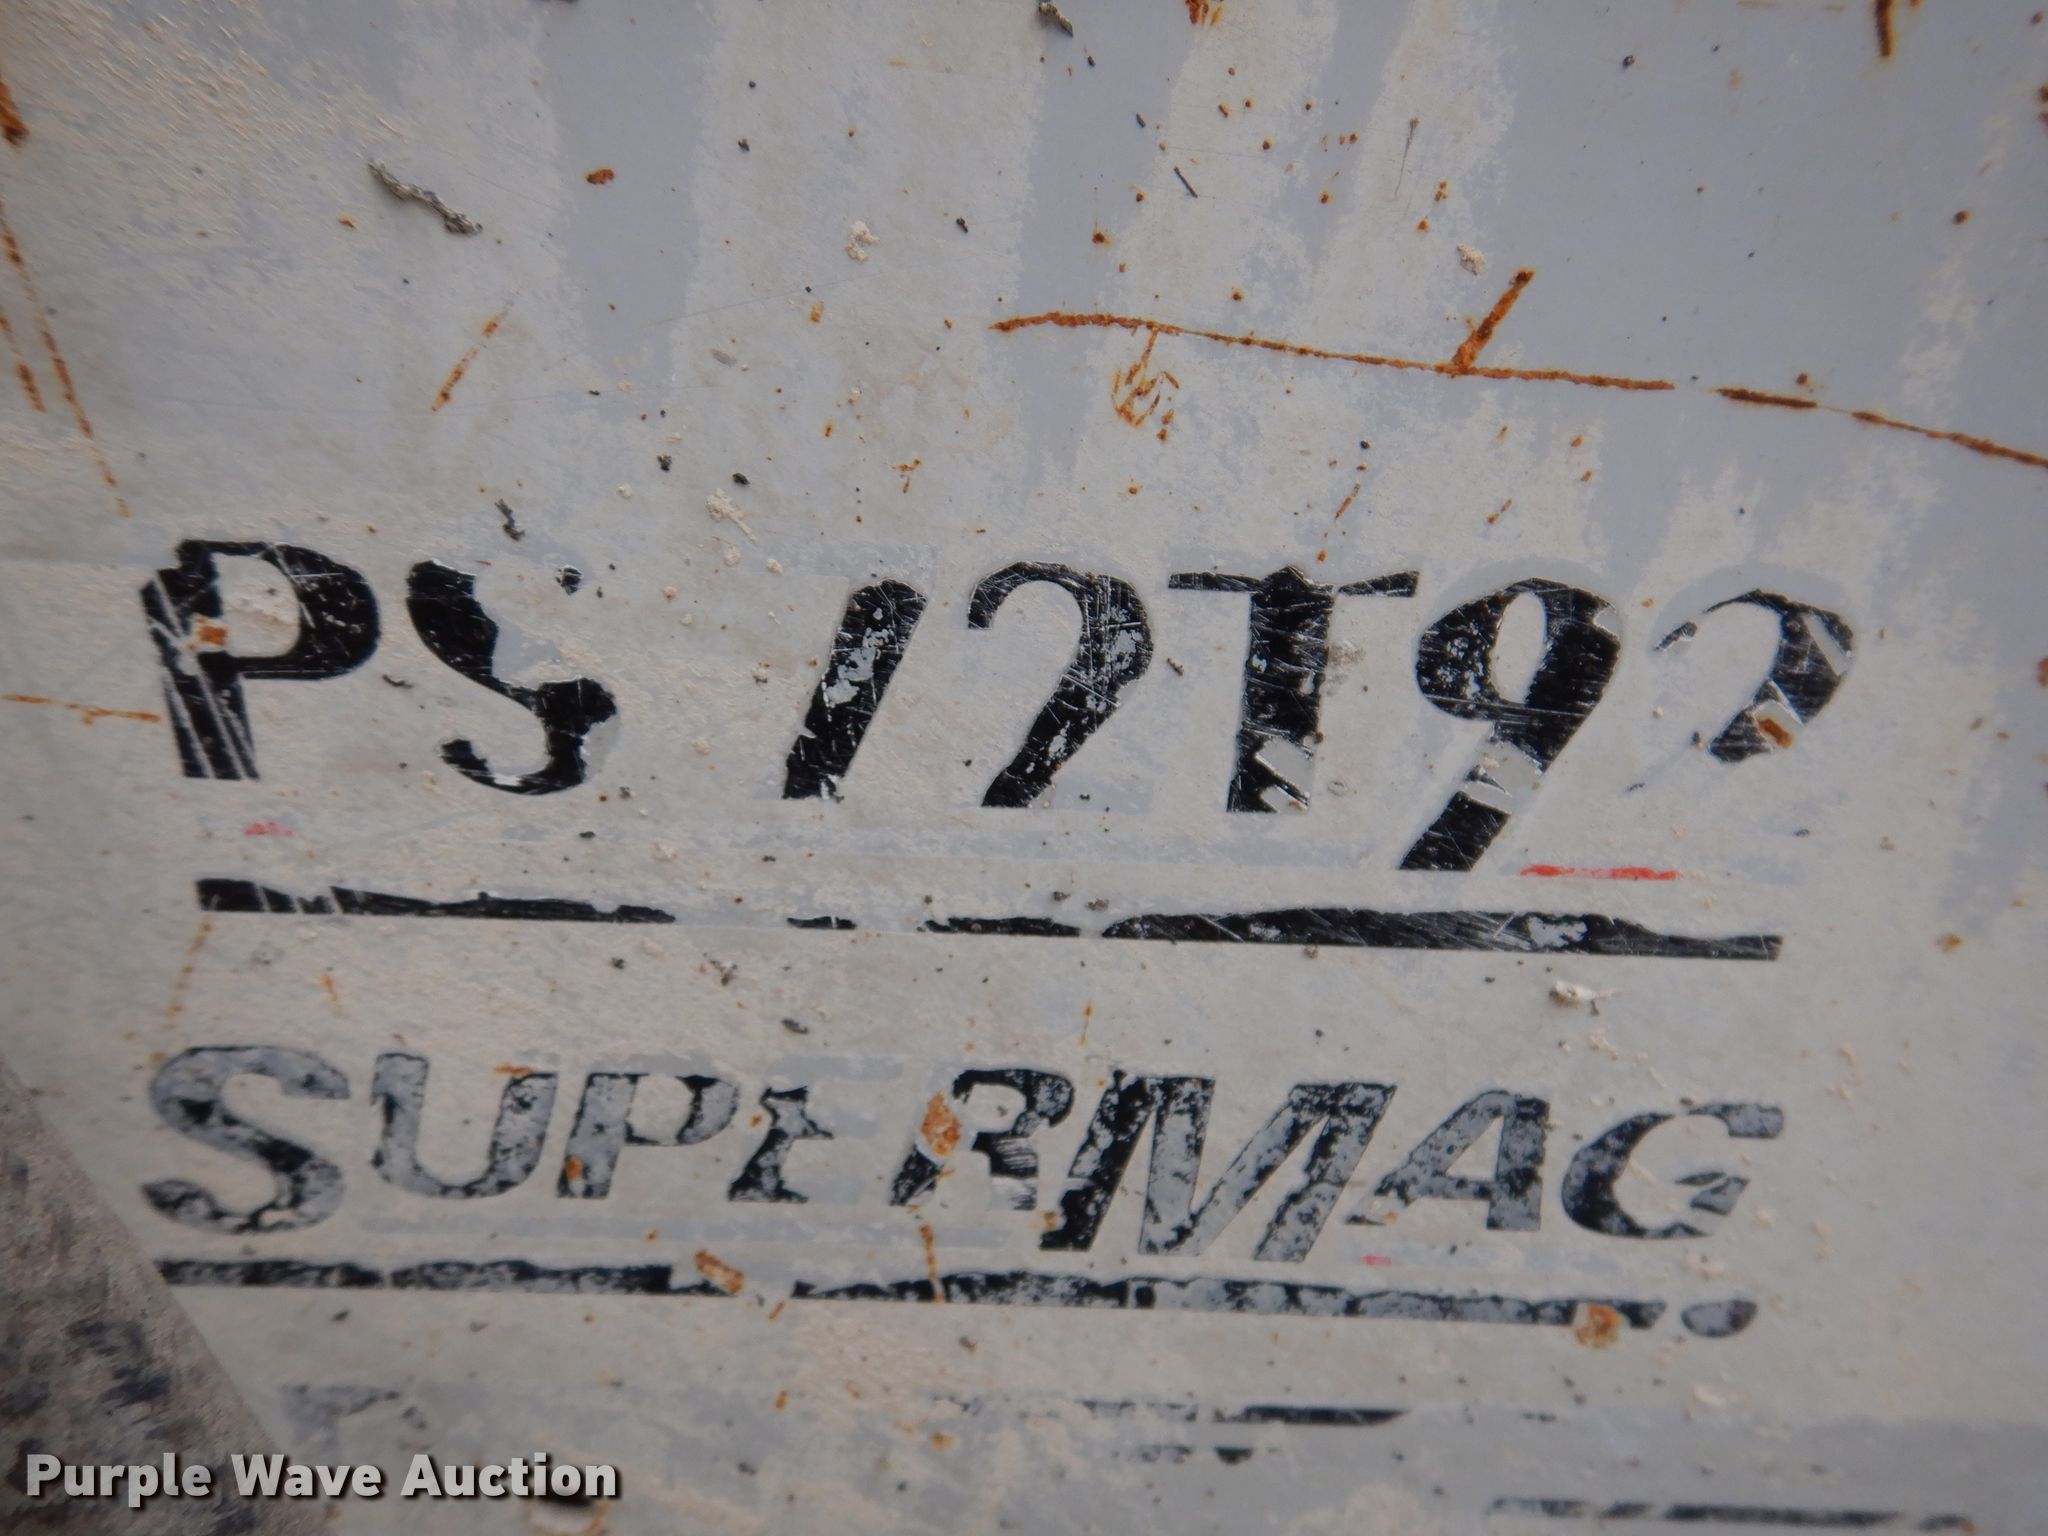 PS 12T92
SUPERMAG
Purple Wave Auction